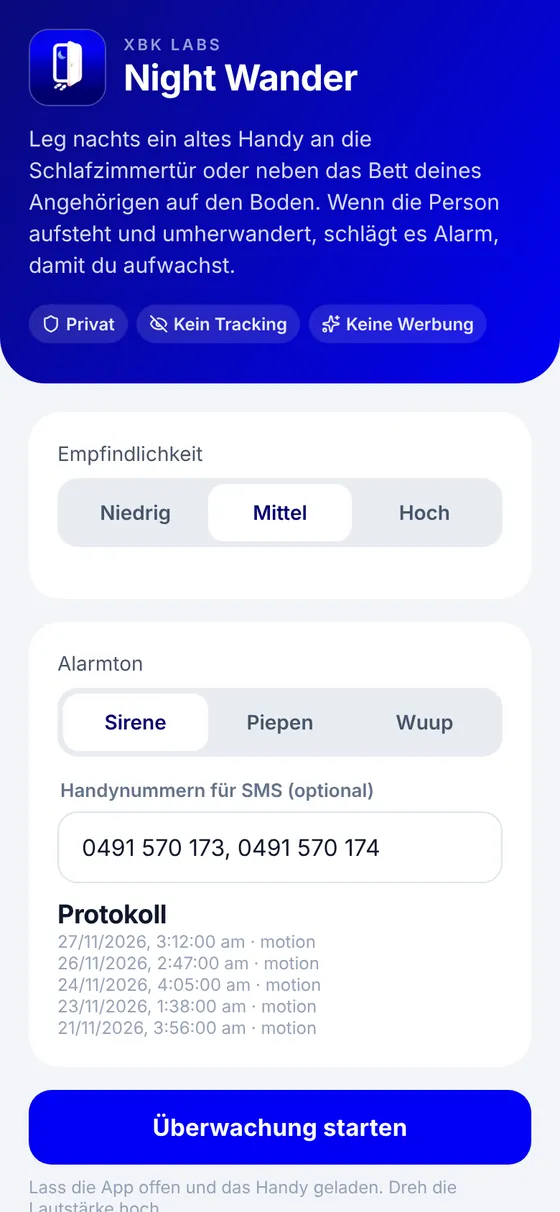 XBK LABS
Night Wander
Leg nachts ein altes Handy an die
Schlafzimmertür oder neben das Bett deines
Angehörigen auf den Boden. Wenn die Person
aufsteht und umherwandert, schlägt es Alarm,
damit du aufwachst.
Privat
Kein Tracking
Keine Werbung
Empfindlichkeit
Niedrig
Mittel
Hoch
Alarmton
Sirene
Piepen
Wuup
Handynummern für SMS (optional)
0491 570 173, 0491 570 174
Protokoll
27/11/2026, 3:12:00 am · motion
26/11/2026, 2:47:00 am · motion
24/11/2026, 4:05:00 am · motion
23/11/2026, 1:38:00 am · motion
21/11/2026, 3:56:00 am · motion
Überwachung starten
Lass die App offen und das Handy geladen. Dreh die
Lautstärke hoch